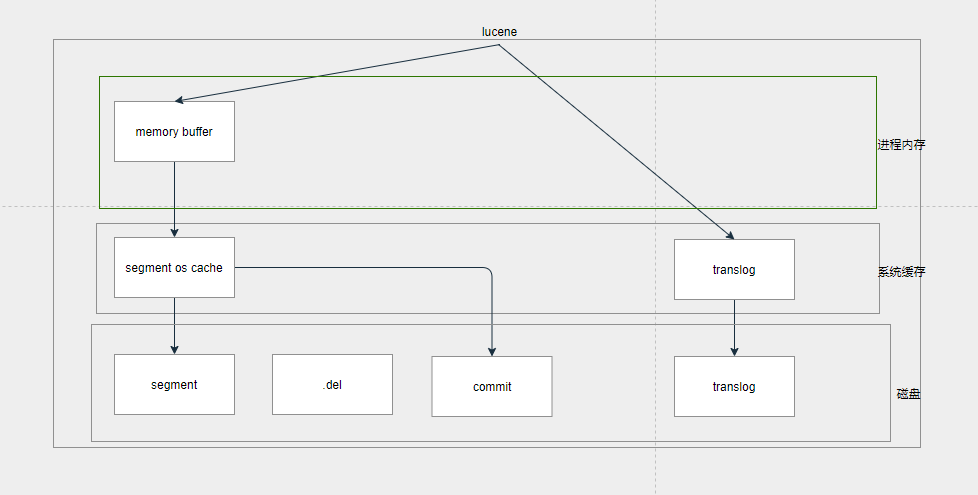 lucene
memory buffer
进程内存
segment os cache
translog
系统缓存
segment
.del
commit
translog
磁盘